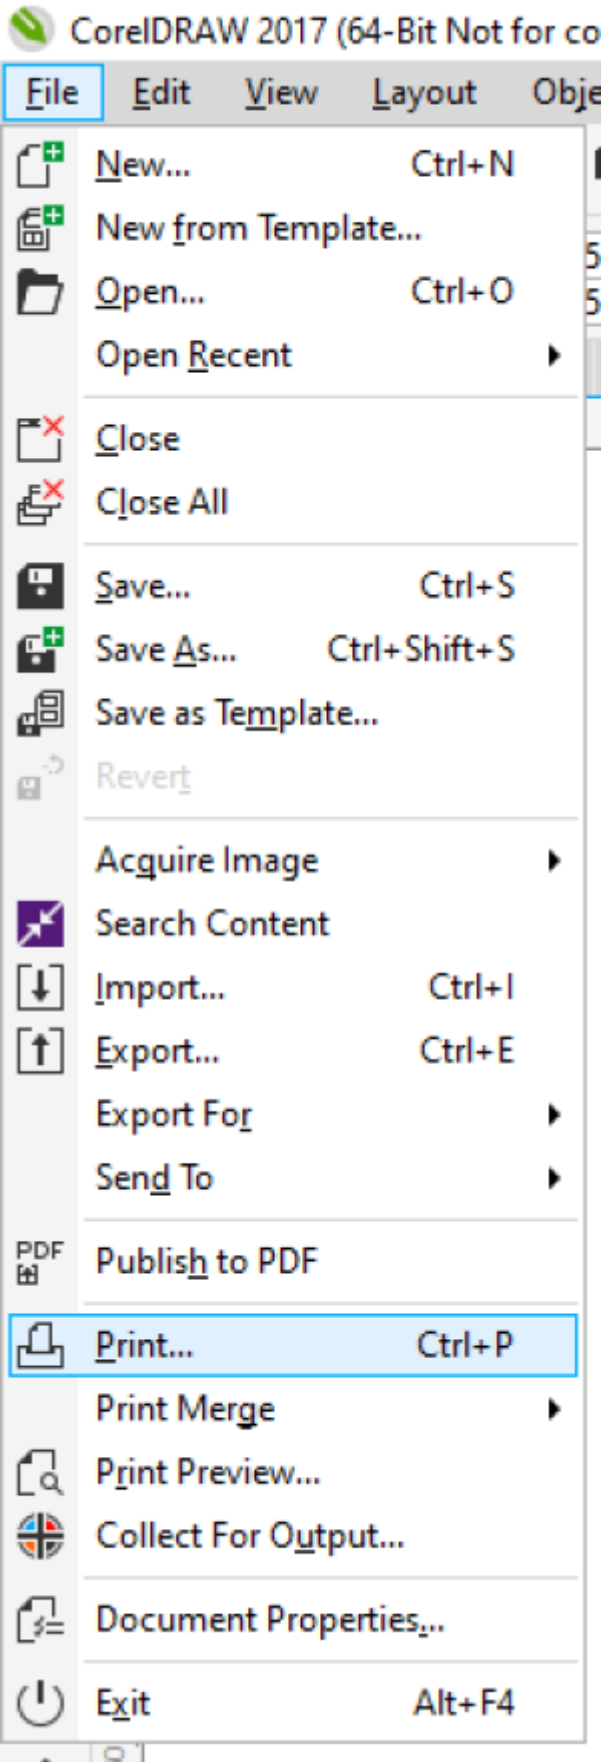 CorelDRAW 2017 (64-Bit Not for co
File Edit View Layout Obje
New... Ctrl+N
New from Template...
Open... Ctrl+O
Open Recent
Close
Close All
Save... Ctrl+S
Save As... Ctrl+Shift+S
Save as Template...
Revert
Acquire Image
Search Content
Import... Ctrl+I
Export... Ctrl+E
Export For
Send To
PDF Publish to PDF
Print... Ctrl+P
Print Merge
Print Preview...
Collect For Output...
Document Properties...
Exit Alt+F4